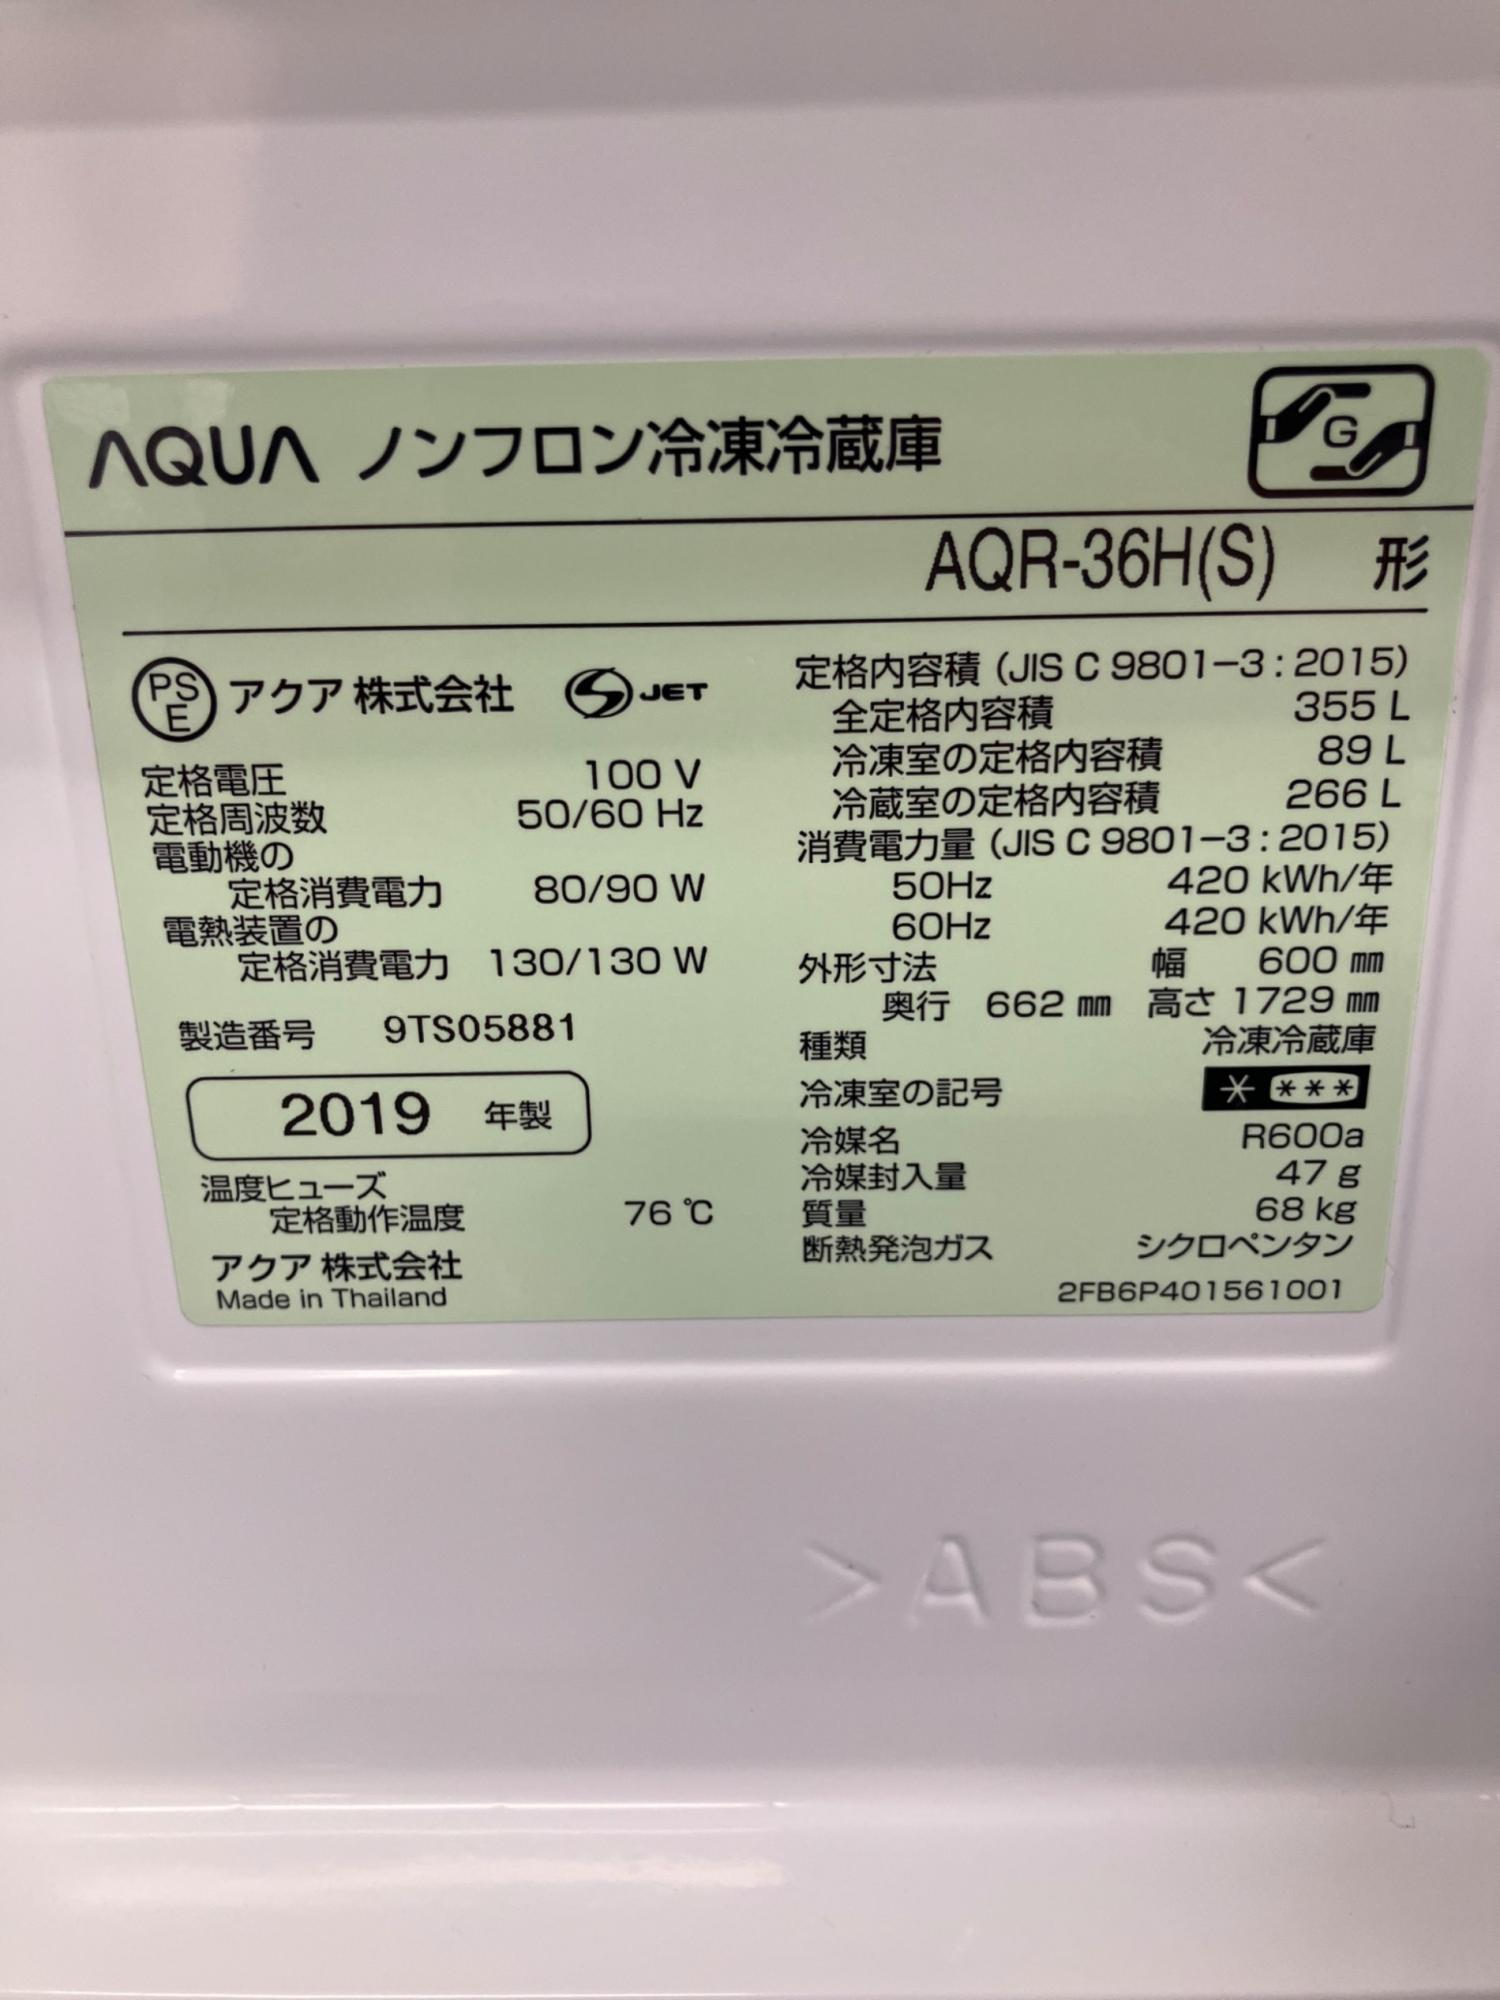 AQUA ノンフロン冷凍冷蔵庫
G
AQR-36H(S) 形
PSE アクア 株式会社 S JET
定格電圧 100 V
定格周波数 50/60 Hz
電動機の
定格消費電力 80/90 W
電熱装置の
定格消費電力 130/130 W
製造番号 9TS05881
2019 年製
温度ヒューズ
定格動作温度 76 ℃
アクア 株式会社
Made in Thailand
定格内容積 (JIS C 9801-3 : 2015)
全定格内容積 355 L
冷凍室の定格内容積 89 L
冷蔵室の定格内容積 266 L
消費電力量 (JIS C 9801-3 : 2015)
50Hz 420 kWh/年
60Hz 420 kWh/年
外形寸法 幅 600 ㎜
奥行 662 ㎜ 高さ 1729 ㎜
種類 冷凍冷蔵庫
冷凍室の記号 * ***
冷媒名 R600a
冷媒封入量 47 g
質量 68 kg
断熱発泡ガス シクロペンタン
2FB6P401561001
>ABS<